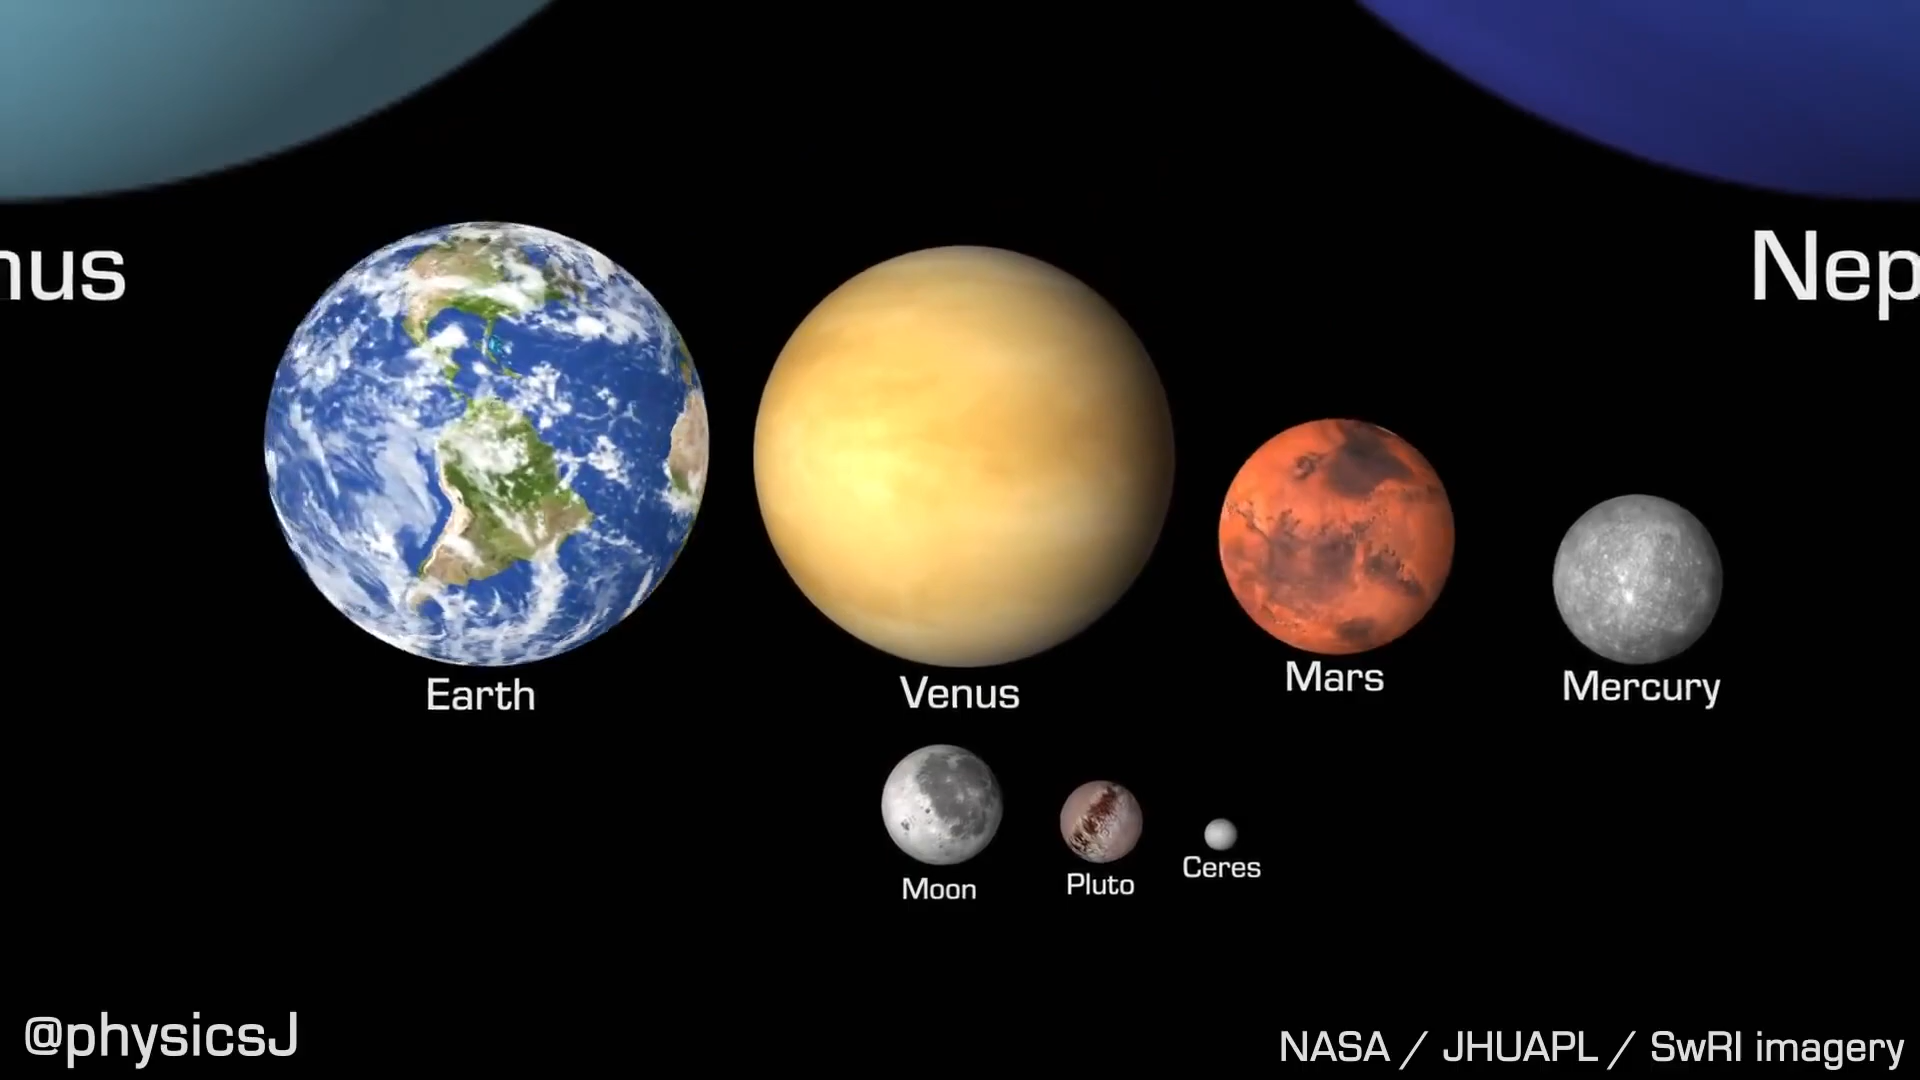 nus
Nep
Earth
Venus
Mars
Mercury
Moon
Pluto
Ceres
@physicsJ
NASA / JHUAPL / SwRI imagery